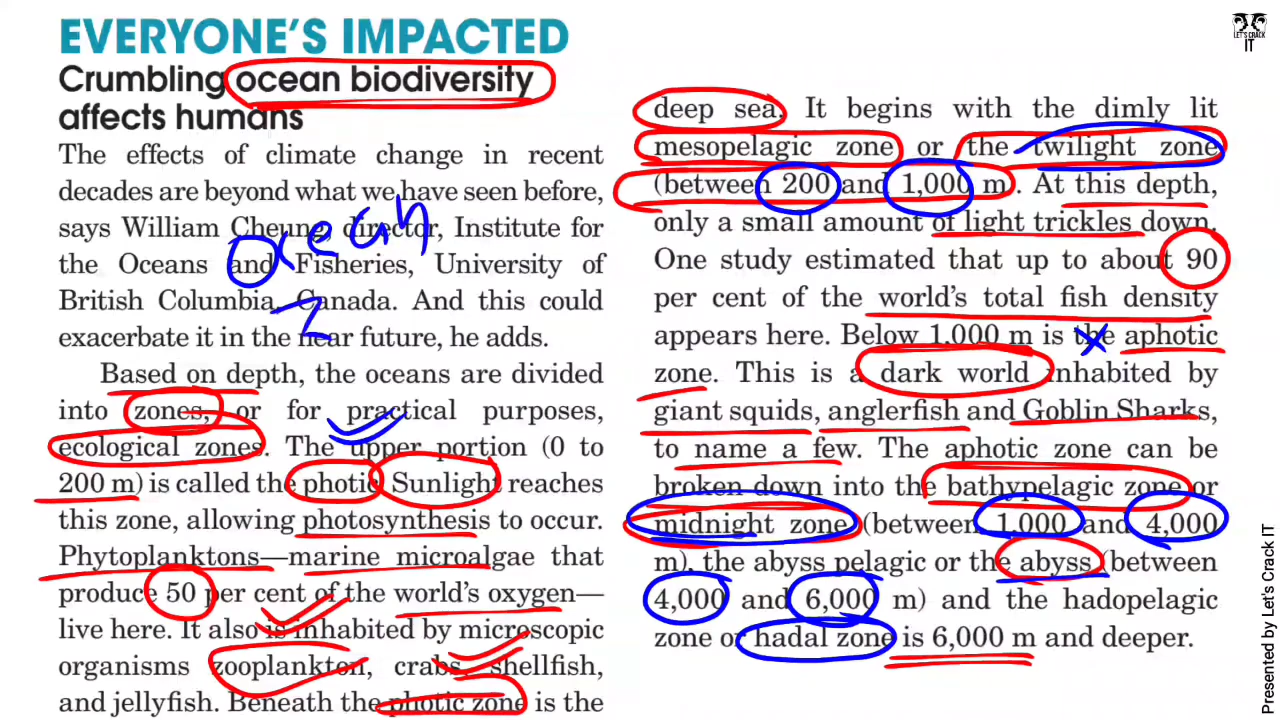 EVERYONE'S IMPACTED
Crumbling ocean biodiversity
affects humans
The effects of climate change in recent
decades are beyond what we have seen before,
says William Cheung, director, Institute for
the Oceans and Fisheries, University of
British Columbia, Canada. And this could
exacerbate it in the near future, he adds.
Based on depth, the oceans are divided
into zones, or for practical purposes,
ecological zones. The upper portion (0 to
200 m) is called the photic Sunlight reaches
this zone, allowing photosynthesis to occur.
Phytoplanktons—marine microalgae that
produce 50 per cent of the world's oxygen—
live here. It also is inhabited by microscopic
organisms zooplankton, crabs, shellfish,
and jellyfish. Beneath the photic zone is the
deep sea. It begins with the dimly lit
mesopelagic zone or the twilight zone
(between 200 and 1,000 m). At this depth,
only a small amount of light trickles down.
One study estimated that up to about 90
per cent of the world's total fish density
appears here. Below 1,000 m is the aphotic
zone. This is a dark world inhabited by
giant squids, anglerfish and Goblin Sharks,
to name a few. The aphotic zone can be
broken down into the bathypelagic zone or
midnight zone (between 1,000 and 4,000
m), the abyss pelagic or the abyss (between
4,000 and 6,000 m) and the hadopelagic
zone or hadal zone is 6,000 m and deeper.
Ocean
Z
LET'S CRACK
IT
Presented by Let's Crack IT